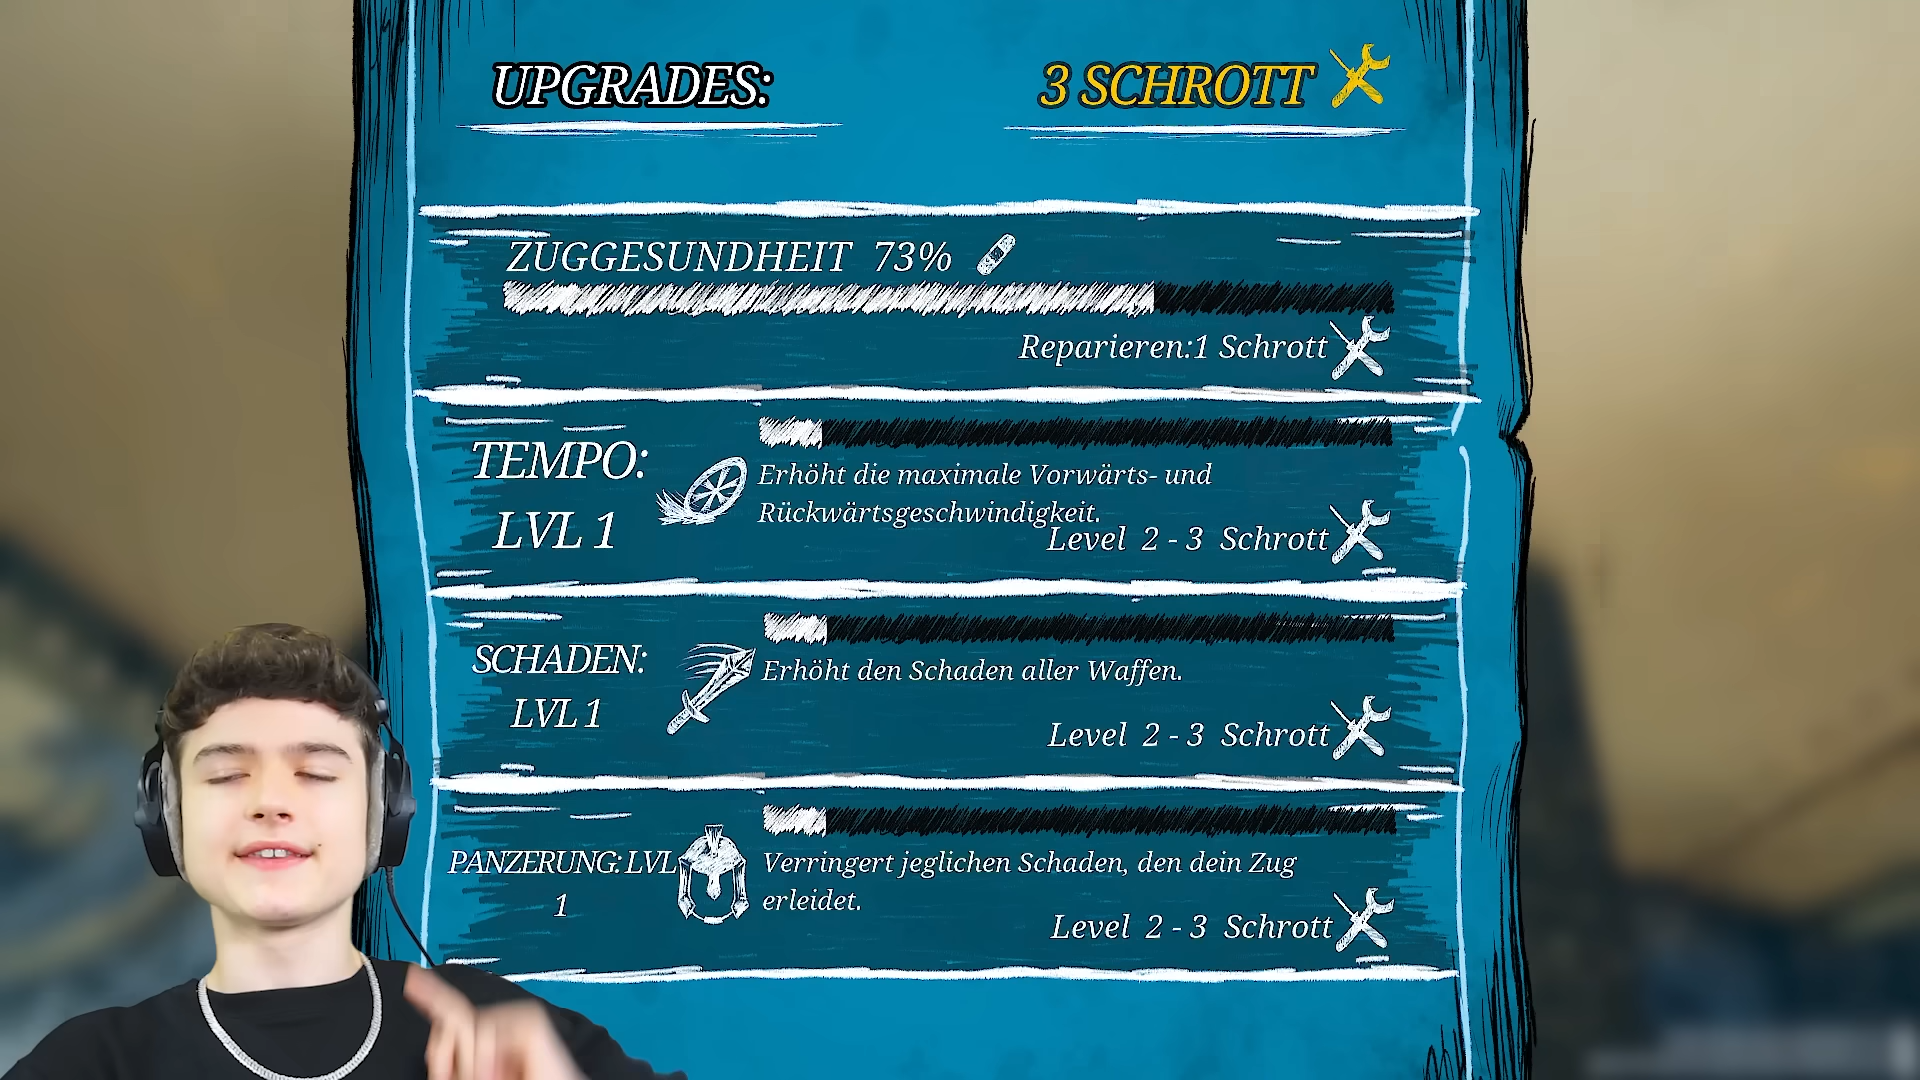 UPGRADES:
3 SCHROTT
ZUGGESUNDHEIT 73%
Reparieren:1 Schrott
TEMPO:
LVL 1
Erhöht die maximale Vorwärts- und
Rückwärtsgeschwindigkeit.
Level 2 - 3 Schrott
SCHADEN:
LVL 1
Erhöht den Schaden aller Waffen.
Level 2 - 3 Schrott
PANZERUNG: LVL
1
Verringert jeglichen Schaden, den dein Zug
erleidet.
Level 2 - 3 Schrott